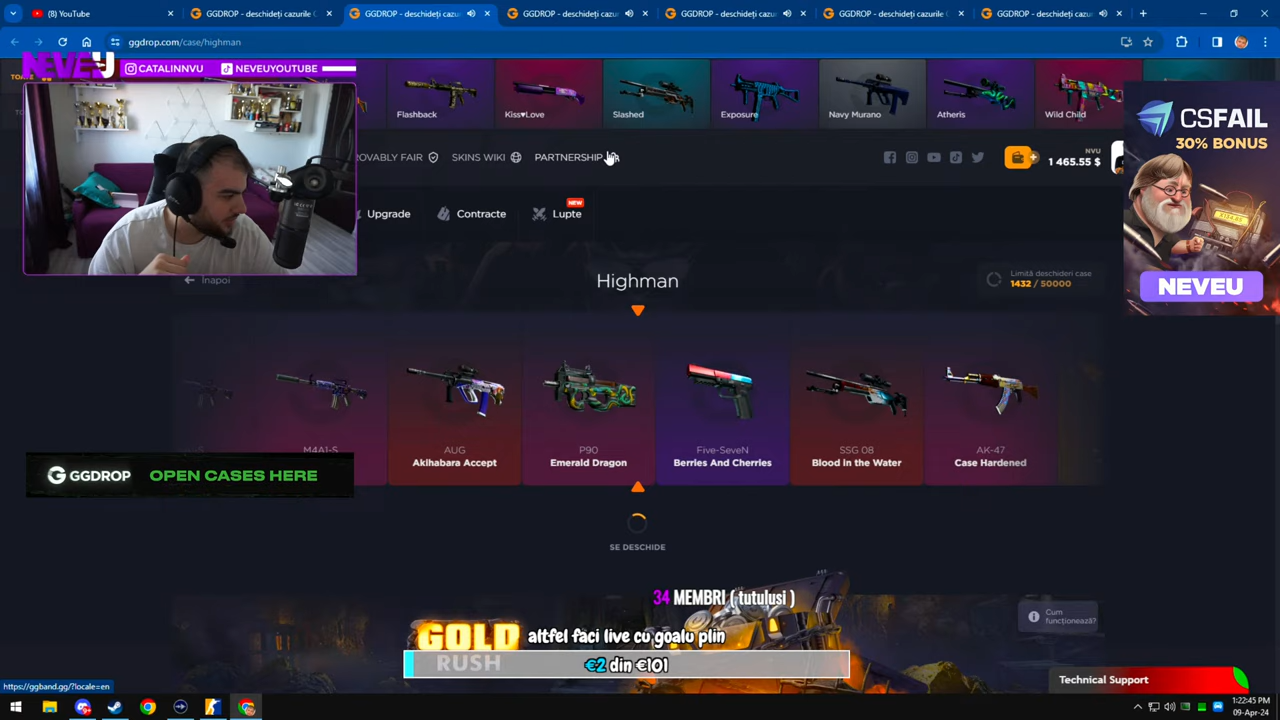 (8) YouTube
GGDROP - deschideți cazurile C
GGDROP - deschideți cazur
GGDROP - deschideți cazur
GGDROP - deschideți cazur
GGDROP - deschideți cazurile C
GGDROP - deschideți cazur
ggdrop.com/case/highman
NEVEU
CATALINNVU
NEVEUYOUTUBE
Flashback
Kiss♥Love
Slashed
Exposure
Navy Murano
Atheris
Wild Child
CSFAIL
30% BONUS
NEVEU
PROVABLY FAIR
SKINS WIKI
PARTNERSHIP
NVU
1 465.55 $
Upgrade
Contracte
NEW
Lupte
Înapoi
Highman
Limită deschideri case
1432 / 50000
M4A1-S
AUG
Akihabara Accept
P90
Emerald Dragon
Five-SeveN
Berries And Cherries
SSG 08
Blood in the Water
AK-47
Case Hardened
GGDROP OPEN CASES HERE
SE DESCHIDE
34 MEMBRI ( tutulusi )
GOLD
RUSH
altfel faci live cu goalu plin
€2 din €101
Cum
funcționează?
Technical Support
https://ggband.gg/?locale=en
1:22:45 PM
09-Apr-24